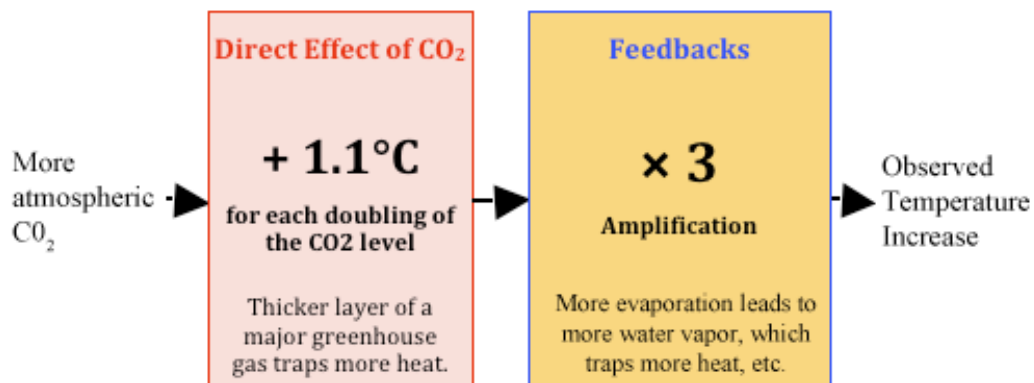 More
atmospheric
C0₂
Direct Effect of CO₂
+ 1.1°C
for each doubling of
the CO2 level
Thicker layer of a
major greenhouse
gas traps more heat.
Feedbacks
× 3
Amplification
More evaporation leads to
more water vapor, which
traps more heat, etc.
Observed
Temperature
Increase